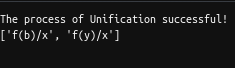 The process of Unification successful!
['f(b)/x', 'f(y)/x']